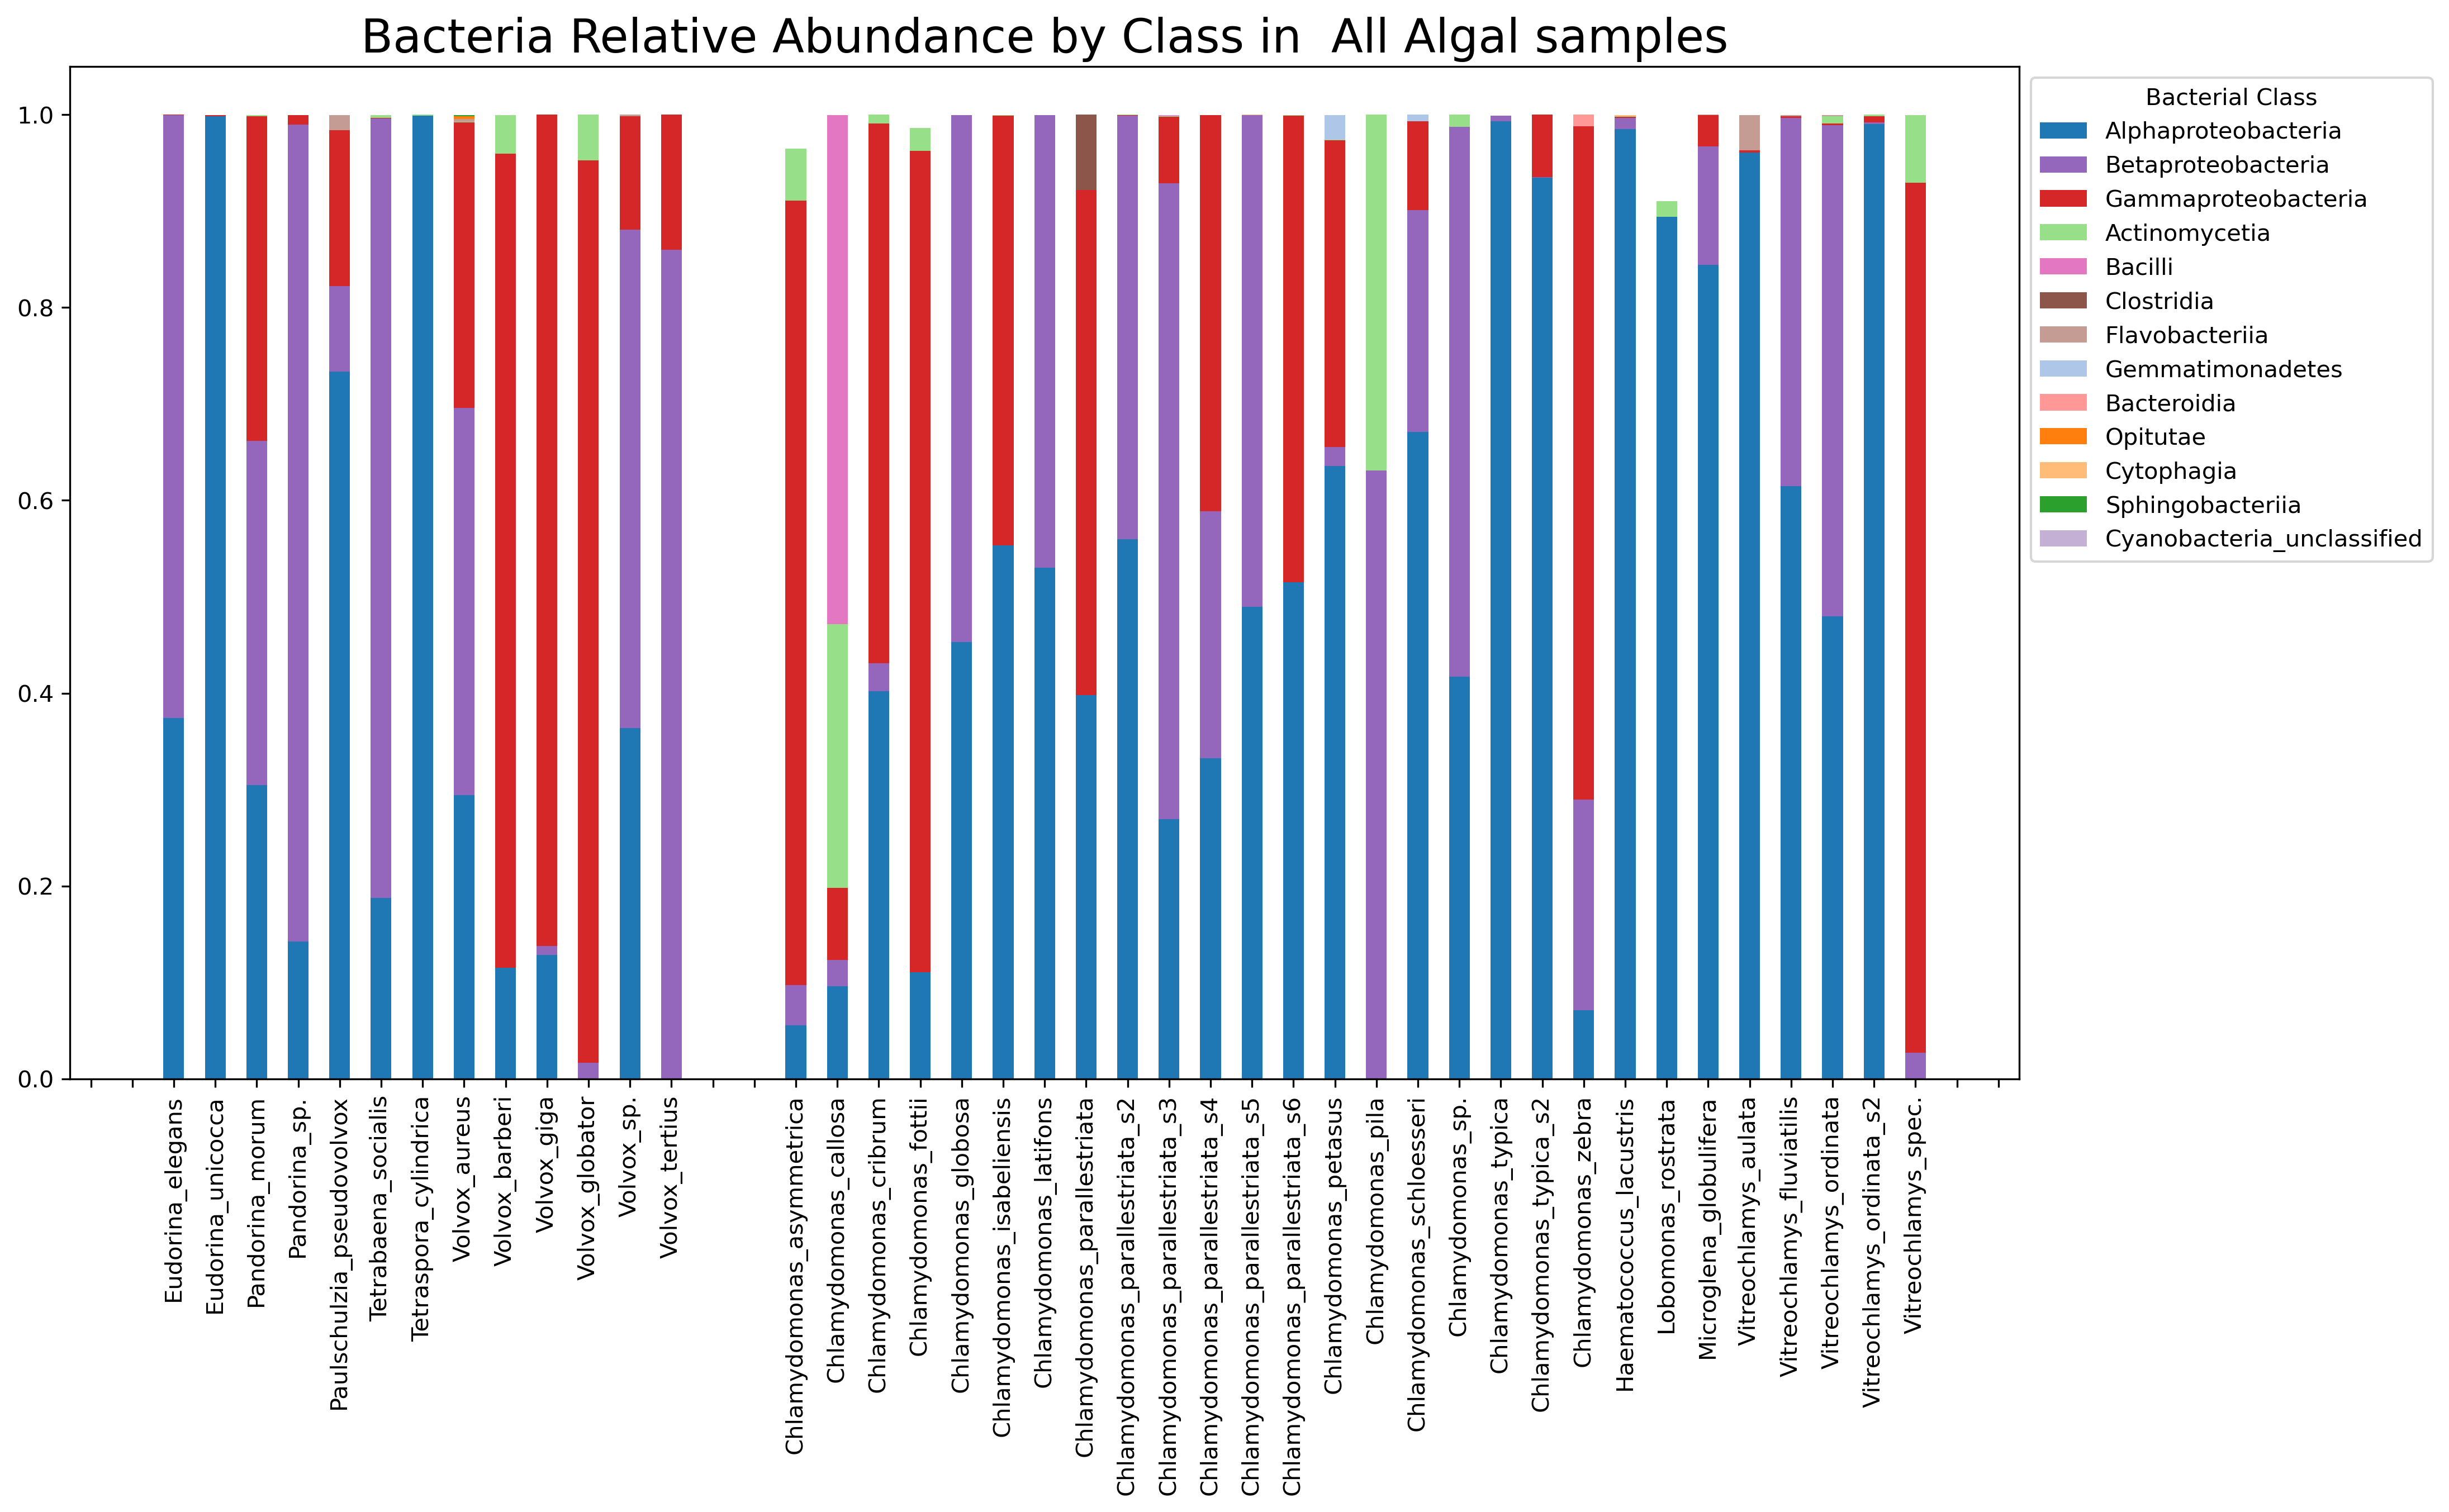 Bacteria Relative Abundance by Class in  All Algal samples
1.0
0.8
0.6
0.4
0.2
0.0
Eudorina_elegans
Eudorina_unicocca
Pandorina_morum
Pandorina_sp.
Paulschulzia_pseudovolvox
Tetrabaena_socialis
Tetraspora_cylindrica
Volvox_aureus
Volvox_barberi
Volvox_giga
Volvox_globator
Volvox_sp.
Volvox_tertius
Chlamydomonas_asymmetrica
Chlamydomonas_callosa
Chlamydomonas_cribrum
Chlamydomonas_fottii
Chlamydomonas_globosa
Chlamydomonas_isabeliensis
Chlamydomonas_latifons
Chlamydomonas_parallestriata
Chlamydomonas_parallestriata_s2
Chlamydomonas_parallestriata_s3
Chlamydomonas_parallestriata_s4
Chlamydomonas_parallestriata_s5
Chlamydomonas_parallestriata_s6
Chlamydomonas_petasus
Chlamydomonas_pila
Chlamydomonas_schloesseri
Chlamydomonas_sp.
Chlamydomonas_typica
Chlamydomonas_typica_s2
Chlamydomonas_zebra
Haematococcus_lacustris
Lobomonas_rostrata
Microglena_globulifera
Vitreochlamys_aulata
Vitreochlamys_fluviatilis
Vitreochlamys_ordinata
Vitreochlamys_ordinata_s2
Vitreochlamys_spec.
Bacterial Class
Alphaproteobacteria
Betaproteobacteria
Gammaproteobacteria
Actinomycetia
Bacilli
Clostridia
Flavobacteriia
Gemmatimonadetes
Bacteroidia
Opitutae
Cytophagia
Sphingobacteriia
Cyanobacteria_unclassified